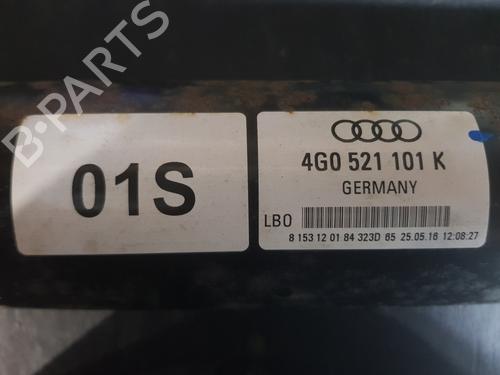 B-PARTS
01S
4G0 521 101 K
GERMANY
LBO
8 153 12 01 84 323D 65 25.05.16 12:08:27